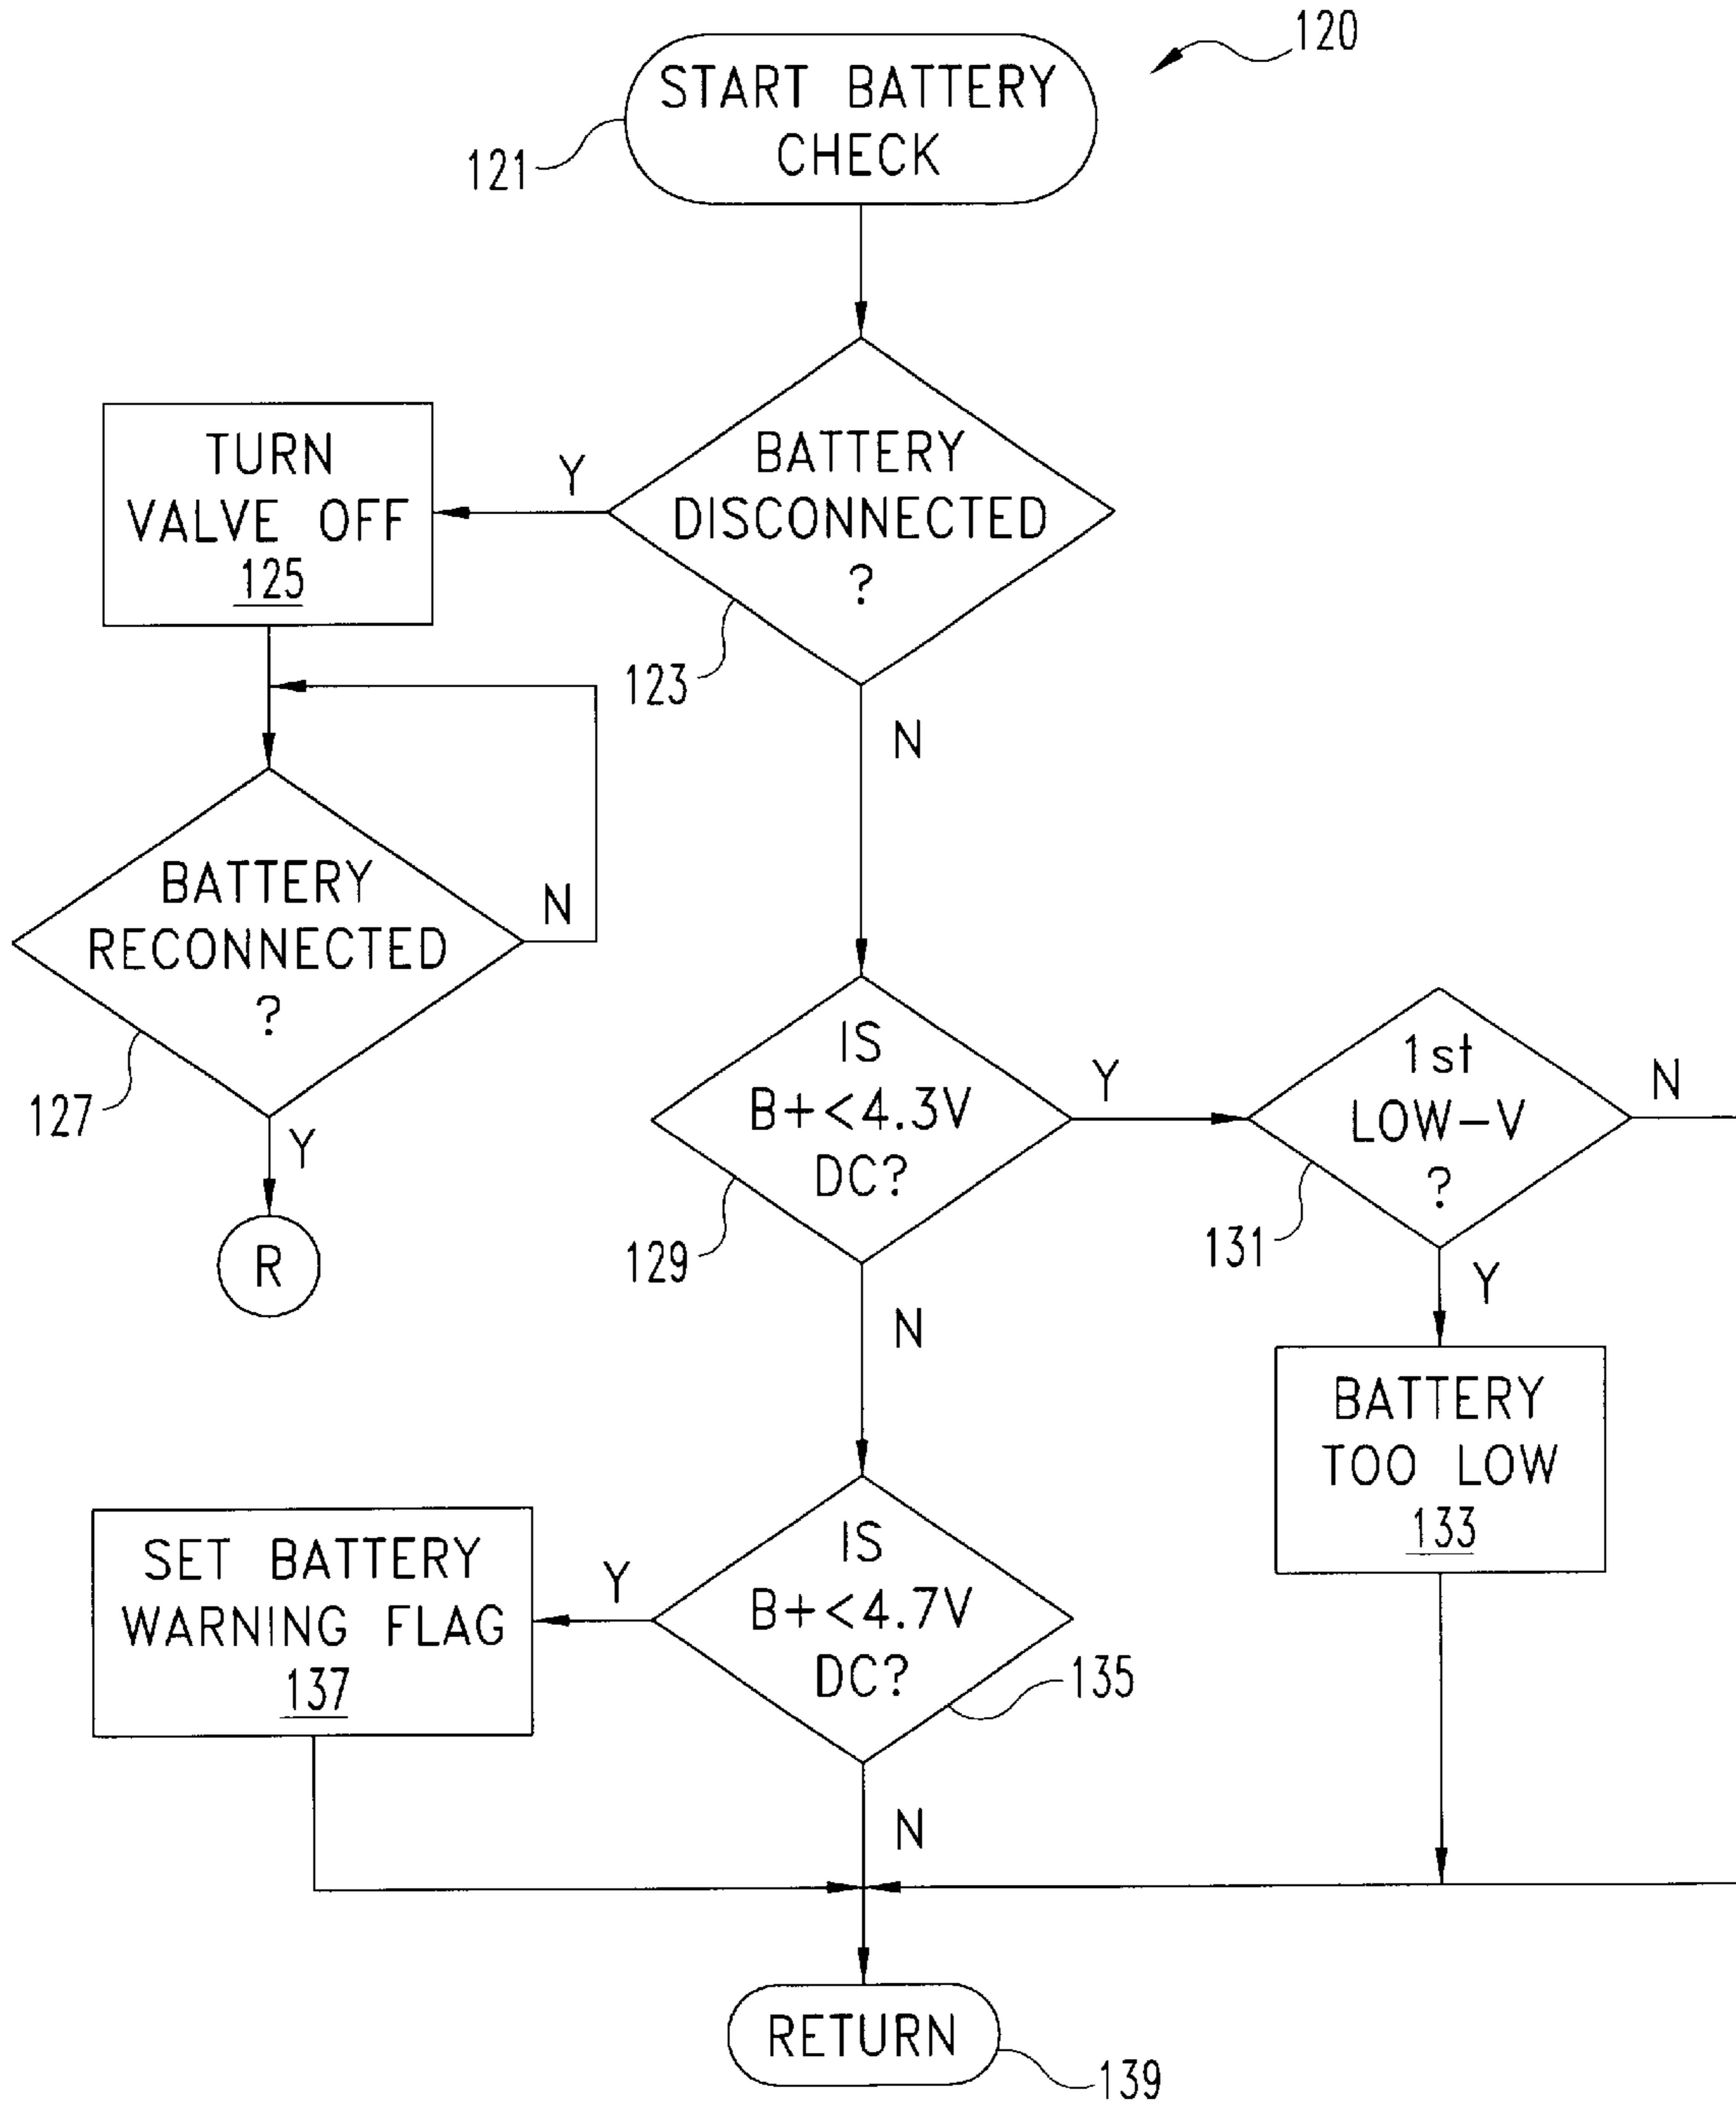 120
START BATTERY
CHECK
121
BATTERY
DISCONNECTED
?
123
Y
N
TURN
VALVE OFF
125
BATTERY
RECONNECTED
?
127
N
Y
R
IS
B+<4.3V
DC?
129
Y
N
1st
LOW-V
?
131
N
Y
BATTERY
TOO LOW
133
IS
B+<4.7V
DC?
135
Y
N
SET BATTERY
WARNING FLAG
137
RETURN
139